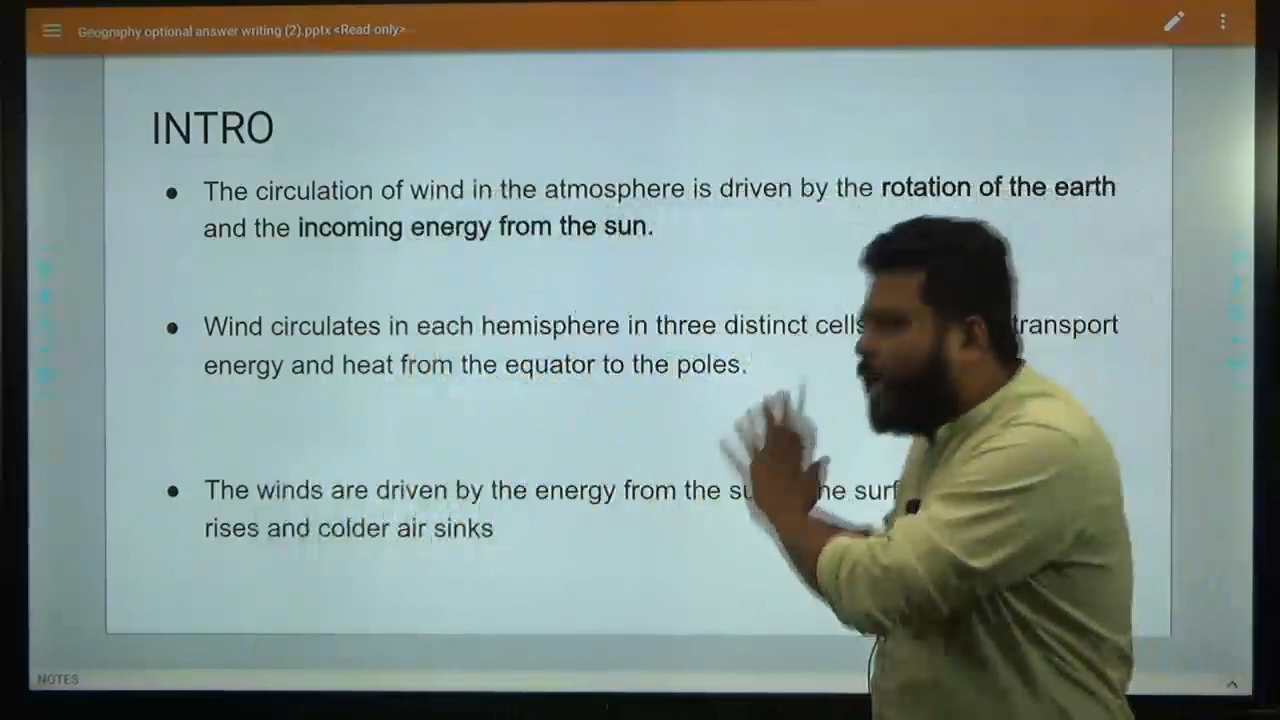 Geography optional answer writing (2).pptx <Read-only>
INTRO
● The circulation of wind in the atmosphere is driven by the rotation of the earth
and the incoming energy from the sun.
● Wind circulates in each hemisphere in three distinct cells transport
energy and heat from the equator to the poles.
● The winds are driven by the energy from the
rises and colder air sinks
NOTES